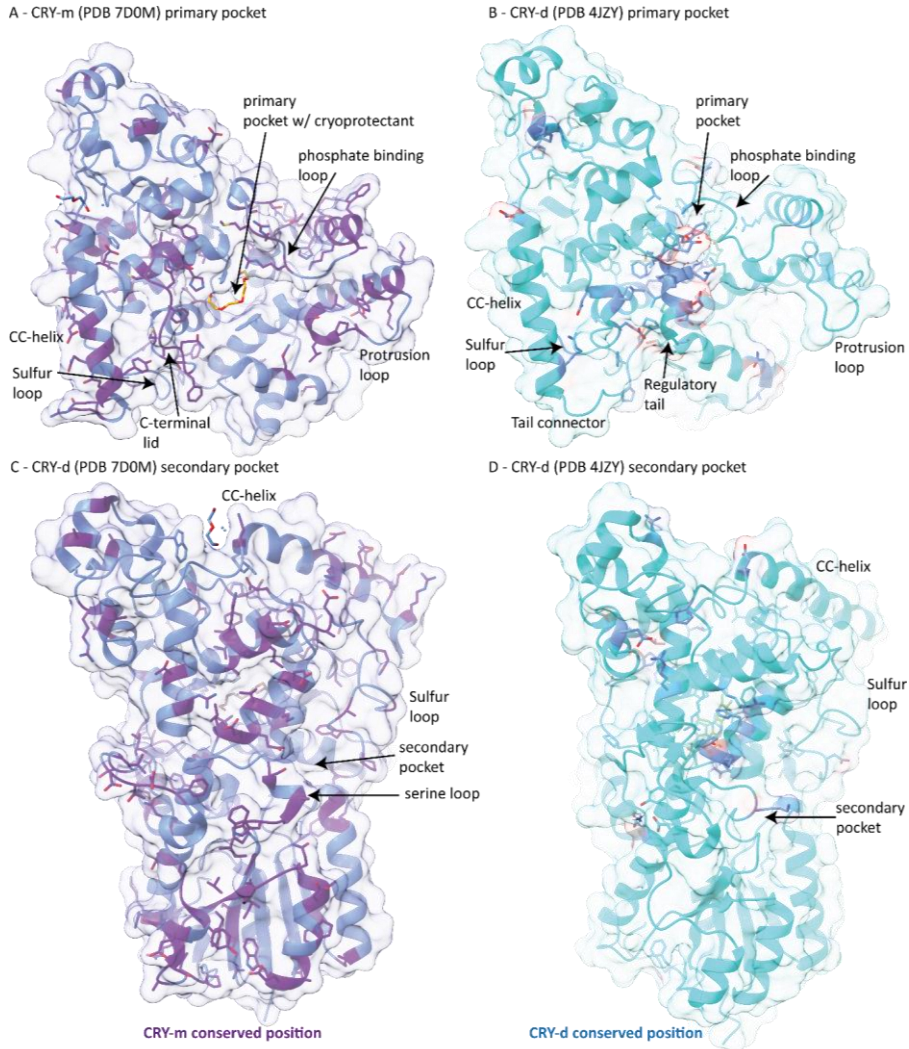 A - CRY-m (PDB 7D0M) primary pocket
primary
pocket w/ cryoprotectant
phosphate binding
loop
CC-helix
Sulfur
loop
C-terminal
lid
Protrusion
loop
B - CRY-d (PDB 4JZY) primary pocket
primary
pocket
phosphate binding
loop
CC-helix
Sulfur
loop
Tail connector
Regulatory
tail
Protrusion
loop
C - CRY-d (PDB 7D0M) secondary pocket
CC-helix
Sulfur
loop
secondary
pocket
serine loop
CRY-m conserved position
D - CRY-d (PDB 4JZY) secondary pocket
CC-helix
Sulfur
loop
secondary
pocket
CRY-d conserved position